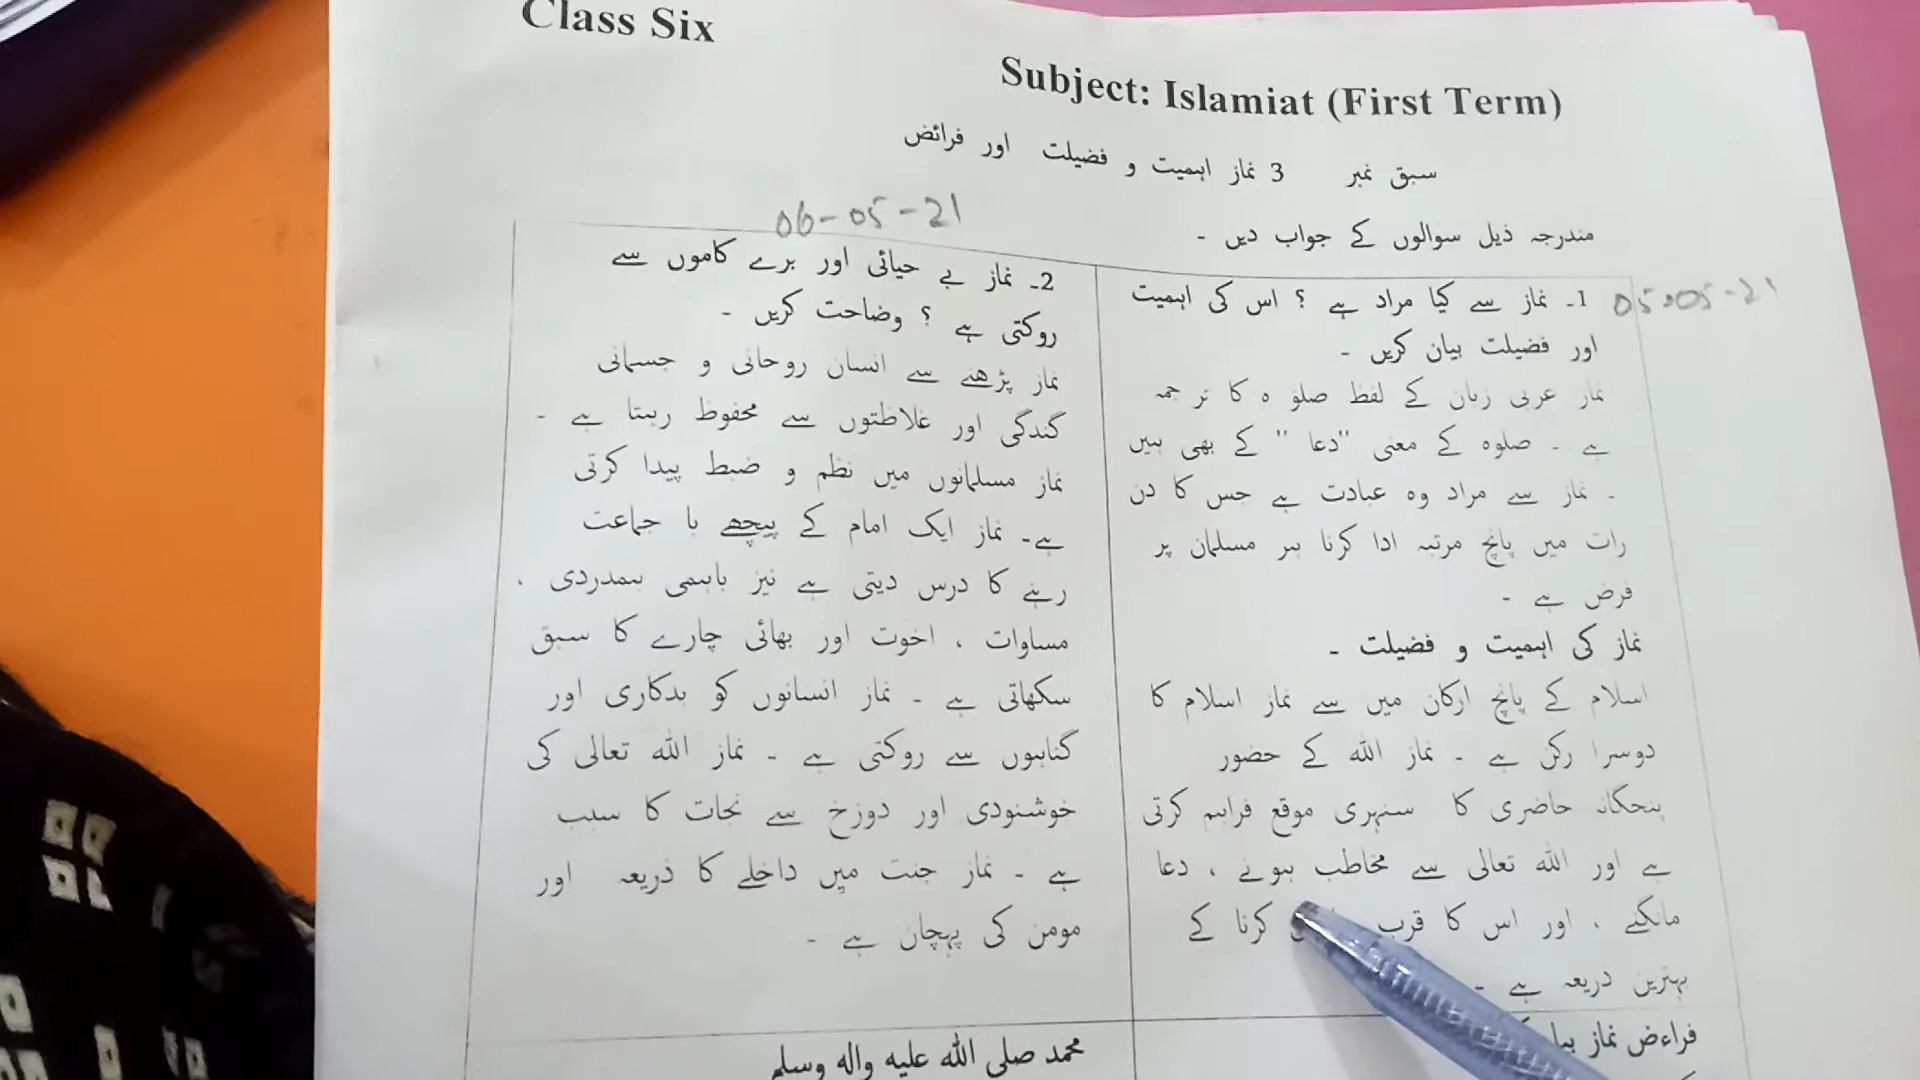 Class Six
Subject: Islamiat (First Term)
سبق نمبر 3 نماز اہمیت و فضیلت اور فرائض
مندرجہ ذیل سوالوں کے جواب دیں ۔
05-05-21
1۔ نماز سے کیا مراد ہے ؟ اس کی اہمیت
اور فضیلت بیان کریں ۔
نماز عربی زبان کے لفظ صلو ہ کا تر جمہ
ہے ۔ صلوہ کے معنی "دعا " کے بھی ہیں
۔ نماز سے مراد وہ عبادت ہے جس کا دن
رات میں پانچ مرتبہ ادا کرنا ہر مسلمان پر
فرض ہے ۔
نماز کی اہمیت و فضیلت ۔
اسلام کے پانچ ارکان میں سے نماز اسلام کا
دوسرا رکن ہے ۔ نماز اللہ کے حضور
پنجگانہ حاضری کا سنہری موقع فراہم کرتی
ہے اور اللہ تعالی سے مخاطب ہونے ، دعا
مانگنے ، اور اس کا قرب کرنا کے
بہترین ذریعہ ہے ۔
فراءض نماز
06-05-21
2۔ نماز بے حیائی اور برے کاموں سے
روکتی ہے ؟ وضاحت کریں ۔
نماز پڑھنے سے انسان روحانی و جسمانی
گندگی اور غلاظتوں سے محفوظ رہتا ہے ۔
نماز مسلمانوں میں نظم و ضبط پیدا کرتی
ہے۔ نماز ایک امام کے پیچھے با جماعت
رہنے کا درس دیتی ہے نیز باہمی ہمدردی ،
مساوات ، اخوت اور بھائی چارے کا سبق
سکھاتی ہے ۔ نماز انسانوں کو بدکاری اور
گناہوں سے روکتی ہے ۔ نماز اللہ تعالی کی
خوشنودی اور دوزخ سے نجات کا سبب
ہے ۔ نماز جنت میں داخلے کا ذریعہ اور
مومن کی پہچان ہے ۔
محمد صلی اللہ علیہ والہ وسلم